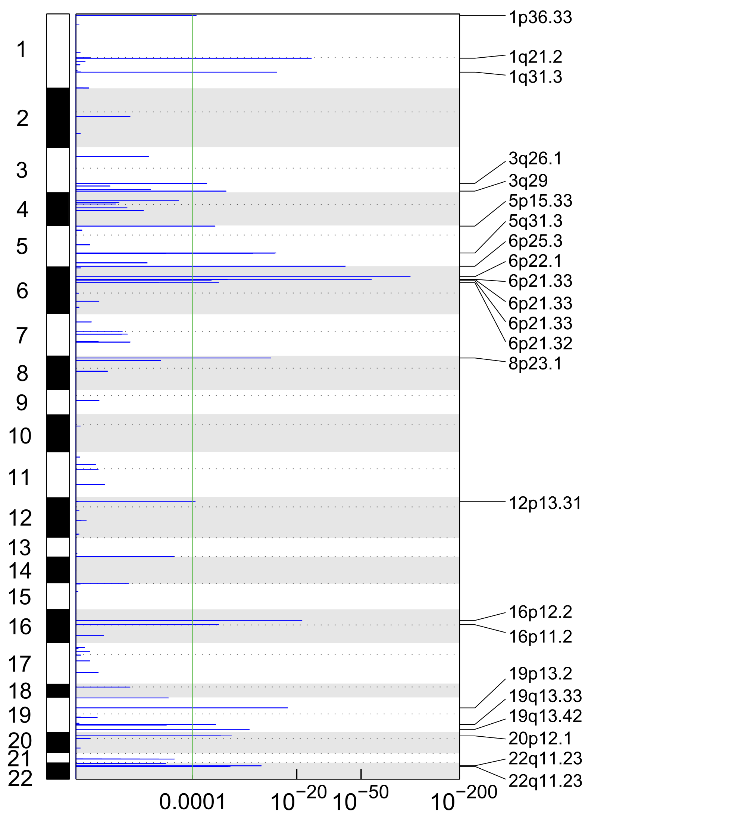 1p36.33
1
1q21.2
1q31.3
2
3q26.1
3
3q29
4
5p15.33
5
5q31.3
6p25.3
6p22.1
6
6p21.33
6p21.33
6p21.33
7
6p21.32
8p23.1
8
9
10
11
12p13.31
12
13
14
15
16p12.2
16
16p11.2
17
19p13.2
18
19q13.33
19
19q13.42
20
20p12.1
21
22q11.23
22
22q11.23
0.0001 10−20 10−50 10−200